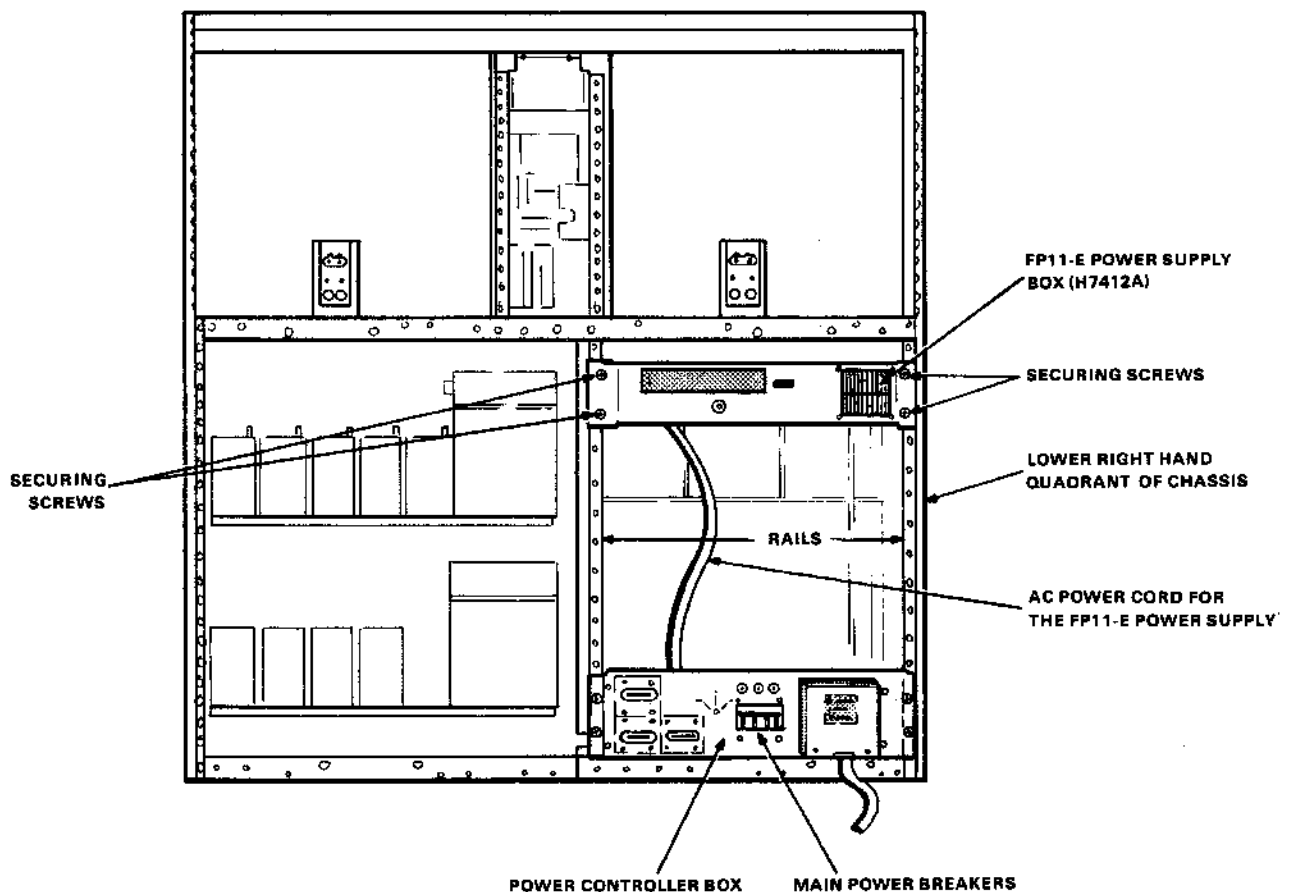 FP11-E POWER SUPPLY
BOX (H7412A)
SECURING SCREWS
SECURING
SCREWS
LOWER RIGHT HAND
QUADRANT OF CHASSIS
RAILS
AC POWER CORD FOR
THE FP11-E POWER SUPPLY
POWER CONTROLLER BOX
MAIN POWER BREAKERS